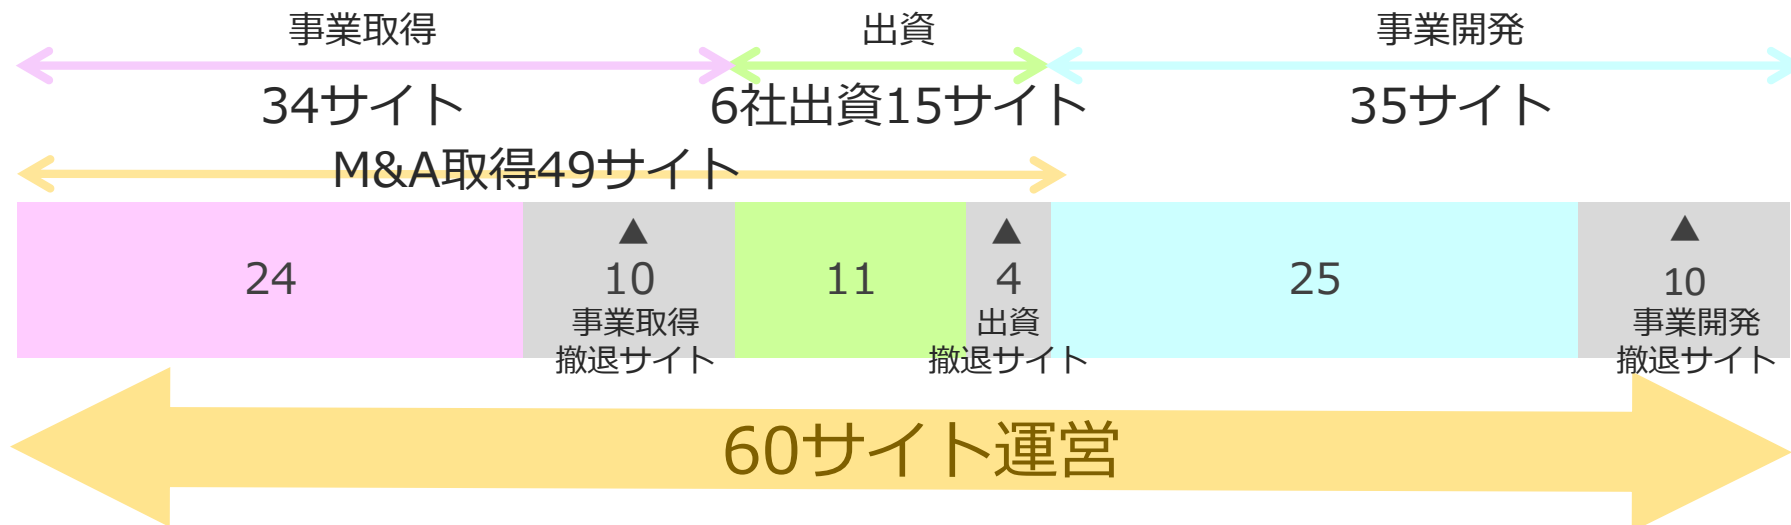 事業取得
出資
事業開発
34サイト
6社出資15サイト
35サイト
M&A取得49サイト
24
▲
10
事業取得
撤退サイト
11
▲
4
出資
撤退サイト
25
▲
10
事業開発
撤退サイト
60サイト運営